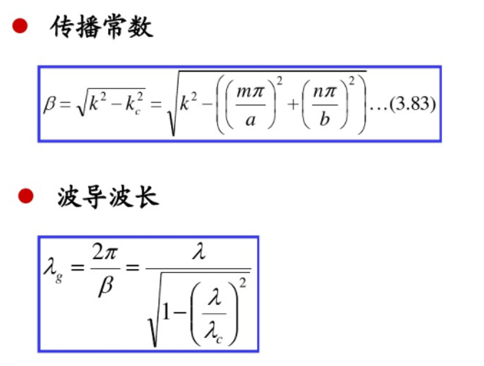 传播常数
β = √(k² − k_c²) = √(k² − ((mπ/a)² + (nπ/b)²)) …(3.83)
波导波长
λ_g = 2π/β = λ/√(1 − (λ/λ_c)²)